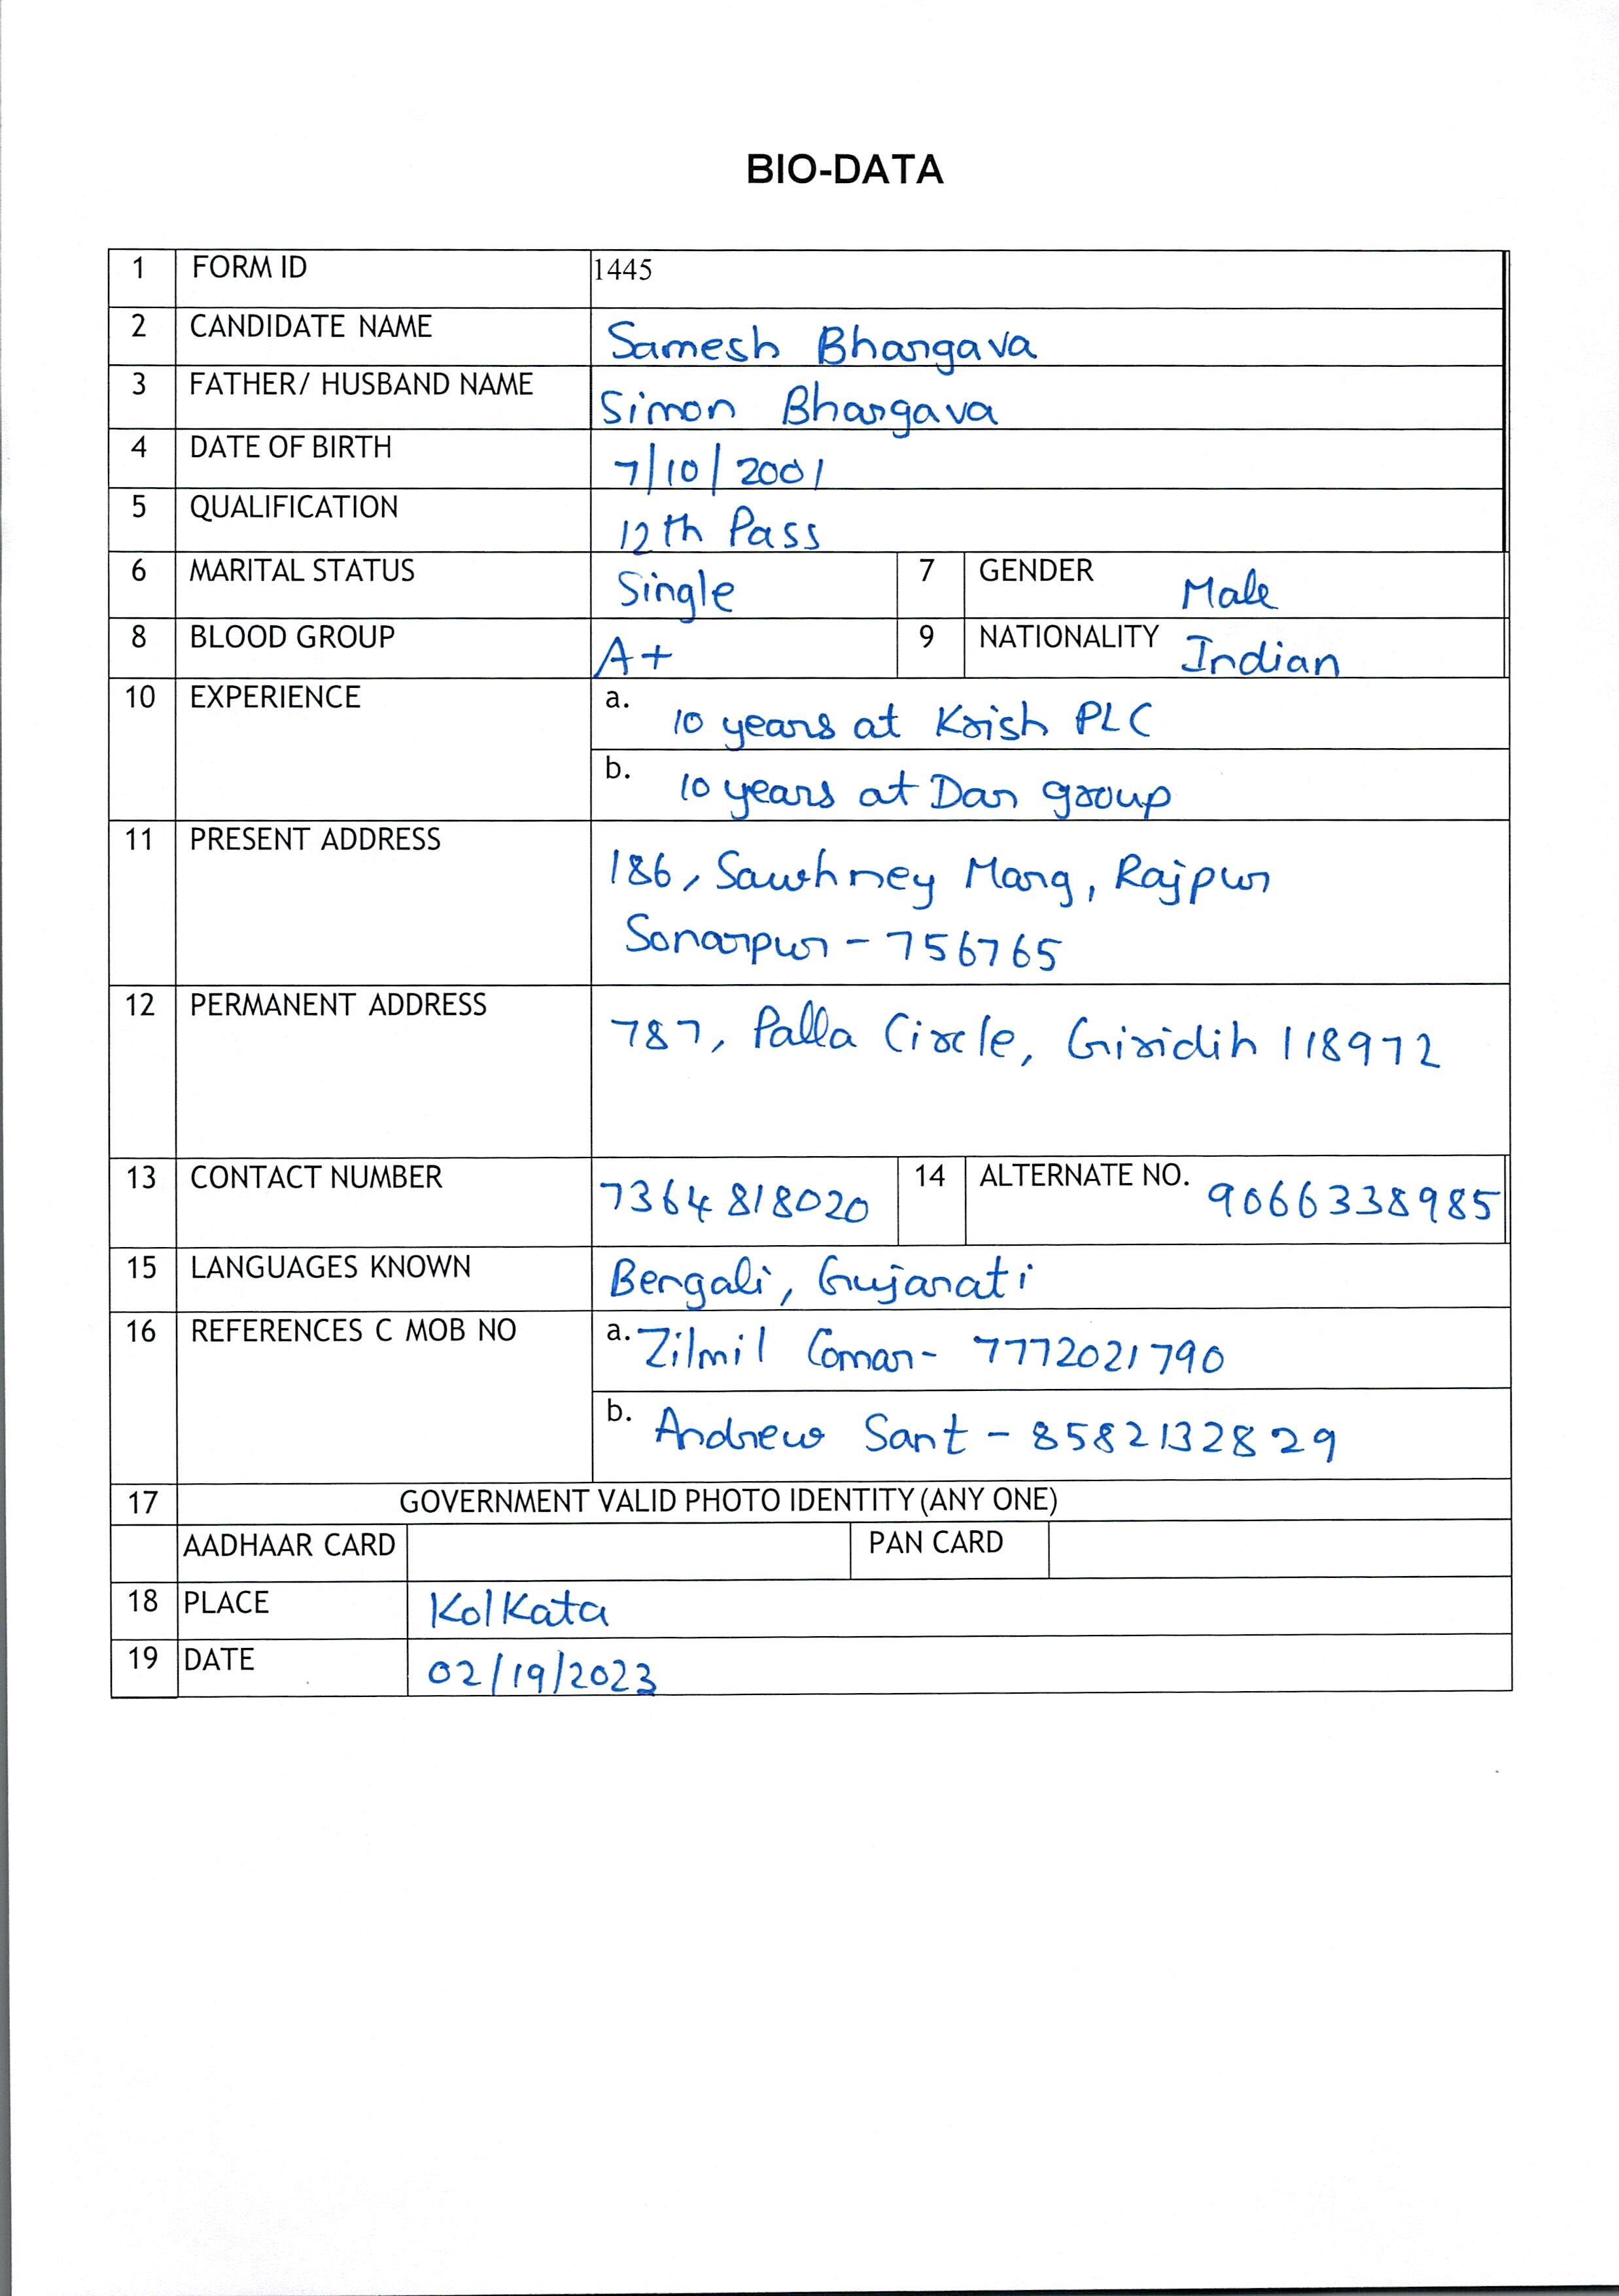 BIO-DATA
1 FORM ID 1445
2 CANDIDATE NAME Samesh Bhargava
3 FATHER/ HUSBAND NAME Simon Bhargava
4 DATE OF BIRTH 7/10/2001
5 QUALIFICATION 12th Pass
6 MARITAL STATUS Single 7 GENDER Male
8 BLOOD GROUP A+ 9 NATIONALITY Indian
10 EXPERIENCE a. 10 years at Krish PLC
b. 10 years at Dar group
11 PRESENT ADDRESS 186, Sawhney Marg, Rajpur
Sonarpur - 756765
12 PERMANENT ADDRESS 787, Palla Circle, Giridih 118972
13 CONTACT NUMBER 7364818020 14 ALTERNATE NO. 9066338985
15 LANGUAGES KNOWN Bengali, Gujarati
16 REFERENCES C MOB NO a. Zilmil Comar- 7772021790
b. Andrew Sant - 8582132829
17 GOVERNMENT VALID PHOTO IDENTITY (ANY ONE)
AADHAAR CARD PAN CARD
18 PLACE Kolkata
19 DATE 02/19/2023